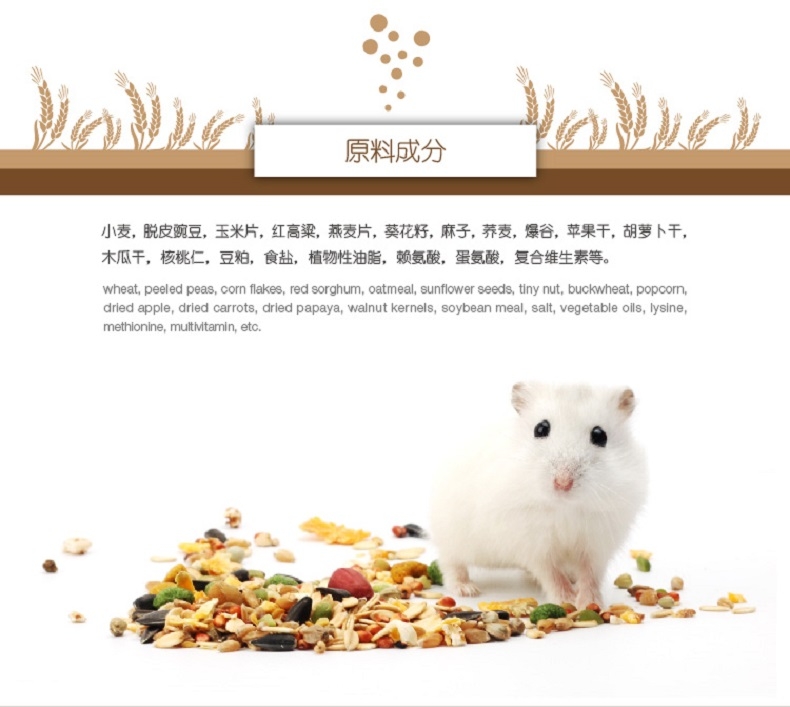 原料成分
小麦, 脱皮豌豆, 玉米片, 红高粱, 燕麦片, 葵花籽, 麻子, 荞麦, 爆谷, 苹果干, 胡萝卜干,
木瓜干, 核桃仁, 豆粕, 食盐, 植物性油脂, 赖氨酸, 蛋氨酸, 复合维生素等。
wheat, peeled peas, corn flakes, red sorghum, oatmeal, sunflower seeds, tiny nut, buckwheat, popcorn,
dried apple, dried carrots, dried papaya, walnut kernels, soybean meal, salt, vegetable oils, lysine,
methionine, multivitamin, etc.